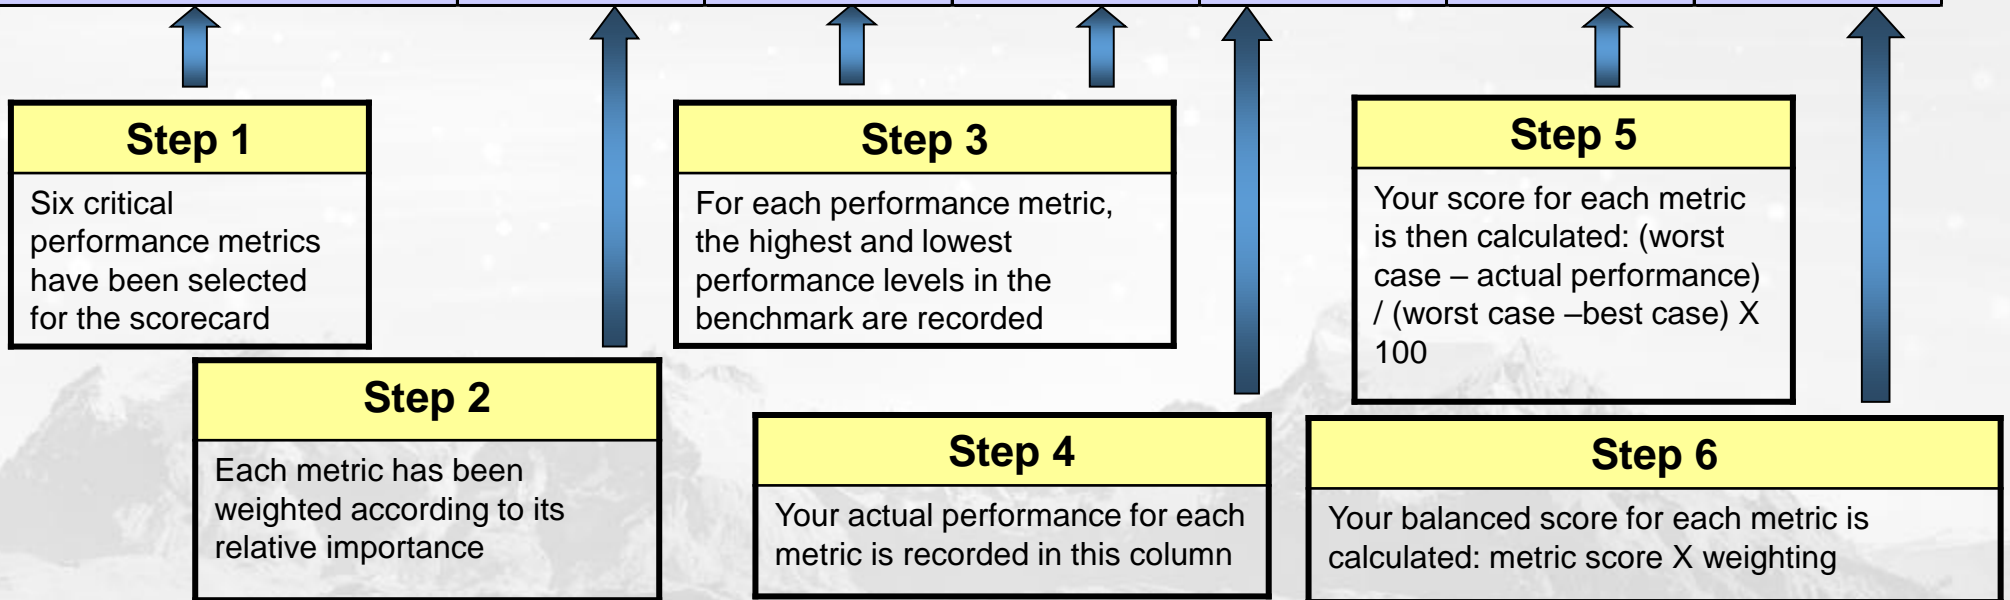 Step 1
Six critical
performance metrics
have been selected
for the scorecard
Step 2
Each metric has been
weighted according to its
relative importance
Step 3
For each performance metric,
the highest and lowest
performance levels in the
benchmark are recorded
Step 4
Your actual performance for each
metric is recorded in this column
Step 5
Your score for each metric
is then calculated: (worst
case – actual performance)
/ (worst case –best case) X
100
Step 6
Your balanced score for each metric is
calculated: metric score X weighting